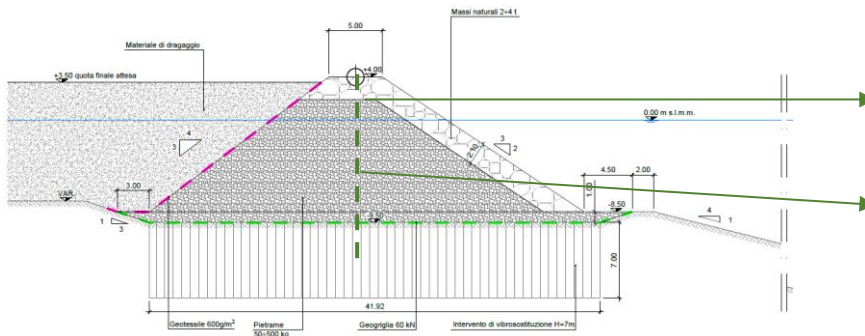 5.00
Massi naturali 2÷4 t
Materiale di dragaggio
+4.00
+3.50 quota finale attesa
0.00 m s.l.m.m.
4
3
3
2
2.10
3.00
4.50
2.00
1.00
VAR.
-8.50
4
1
1
3
7.00
41.92
Geotessile 600g/m²
Pietrame
50÷500 kg
Geogriglia 60 kN
Intervento di vibrosostituzione H=7m